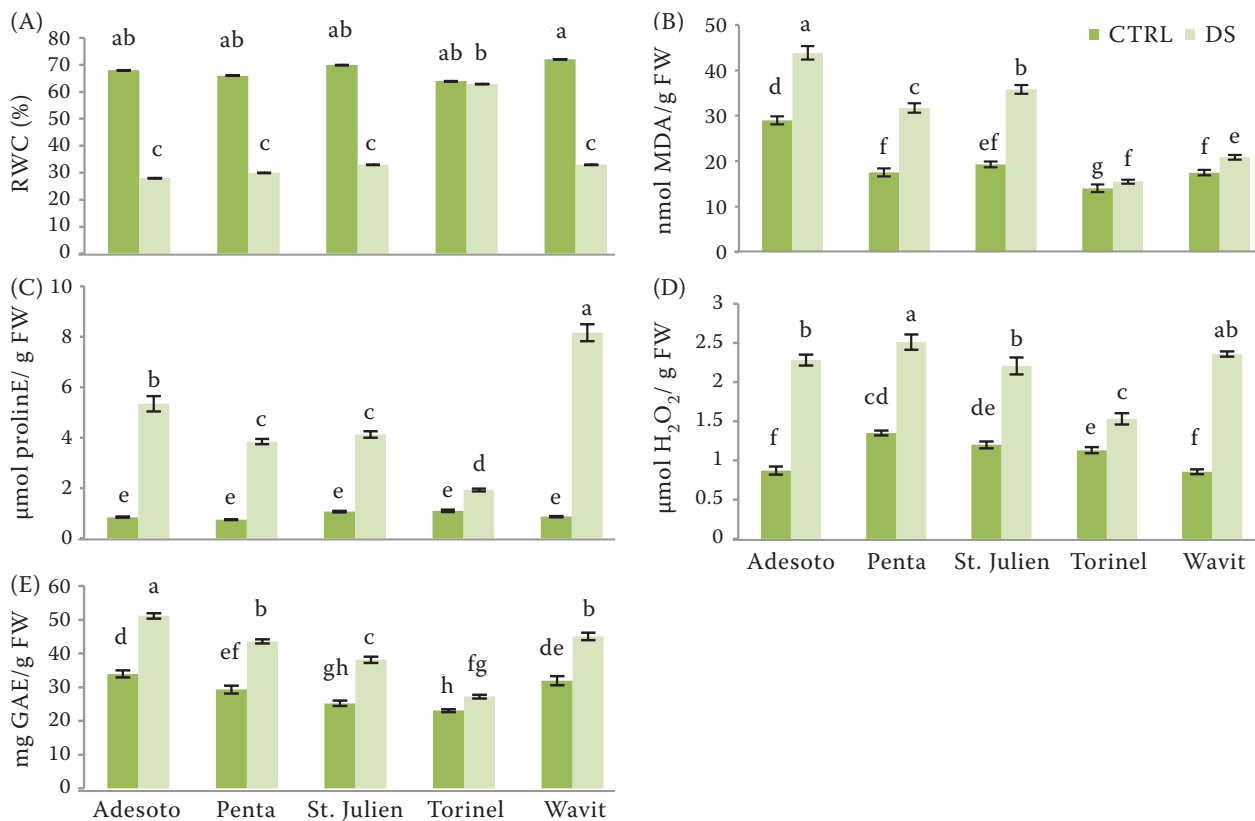 (A)
RWC (%)
80
70
60
50
40
30
20
10
0
ab ab ab ab b a
c c c c
(B)
nmol MDA/g FW
CTRL DS
50
40
30
20
10
0
d a f c ef b g f f e
(C)
µmol prolinE/ g FW
10
8
6
4
2
0
e b e c e c e d e a
(D)
µmol H₂O₂/ g FW
3
2.5
2
1.5
1
0.5
0
f b cd a de b e c f ab
Adesoto Penta St. Julien Torinel Wavit
(E)
mg GAE/g FW
60
50
40
30
20
10
0
d a ef b gh c h fg de b
Adesoto Penta St. Julien Torinel Wavit